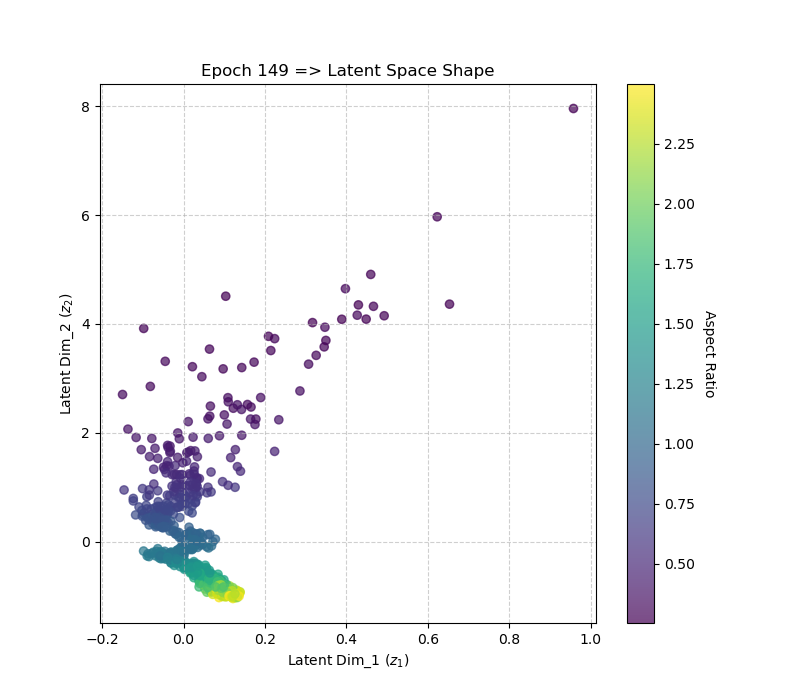 Epoch 149 => Latent Space Shape
8
6
4
2
0
Latent Dim_2 (z₂)
−0.2 0.0 0.2 0.4 0.6 0.8 1.0
Latent Dim_1 (z₁)
2.25
2.00
1.75
1.50
1.25
1.00
0.75
0.50
Aspect Ratio